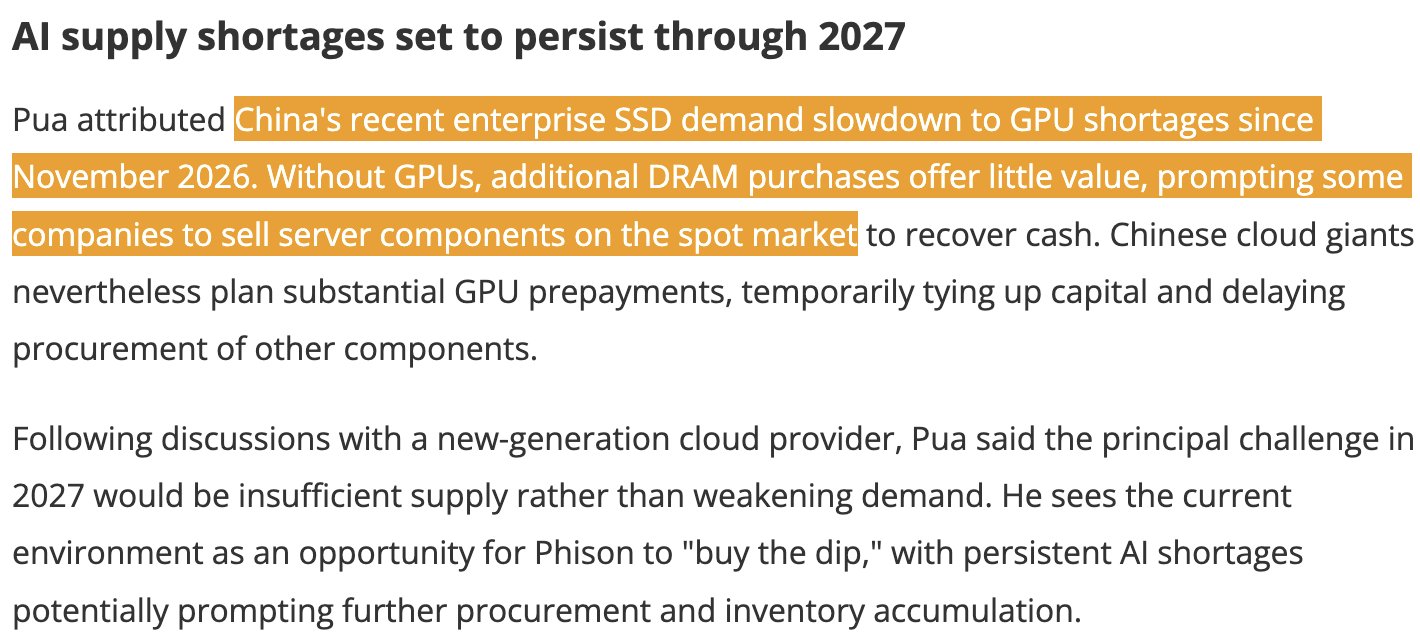 AI supply shortages set to persist through 2027
Pua attributed China's recent enterprise SSD demand slowdown to GPU shortages since
November 2026. Without GPUs, additional DRAM purchases offer little value, prompting some
companies to sell server components on the spot market to recover cash. Chinese cloud giants
nevertheless plan substantial GPU prepayments, temporarily tying up capital and delaying
procurement of other components.
Following discussions with a new-generation cloud provider, Pua said the principal challenge in
2027 would be insufficient supply rather than weakening demand. He sees the current
environment as an opportunity for Phison to "buy the dip," with persistent AI shortages
potentially prompting further procurement and inventory accumulation.